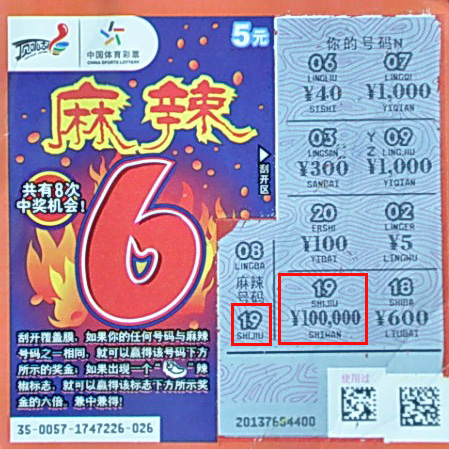 顶呱刮
中国体育彩票
CHINA SPORTS LOTTERY
5元
麻辣
6
共有8次
中奖机会!
刮开区
刮开覆盖膜,如果你的任何号码与麻辣
号码之一相同,就可以赢得该号码下方
所示的奖金;如果出现一个“
”辣
椒标志,就可以赢得该标志下方所示奖
金的六倍。兼中兼得!
35-0057-1747226-026
你的号码
06 07
LINGLIU LINGQI
¥40 ¥1,000
SISHI YIQIAN
03 09
LINGSAN LINGJIU
¥300 ¥1,000
SANBAI YIQIAN
20 02
ERSHI LINGER
¥100 ¥5
YIBAI WU
08
LINGBA
麻辣
号码
19
SHIJIU
19 18
SHIJIU SHIBA
¥100,000 ¥600
SHIWAN LIUBAI
使用过
20137654400